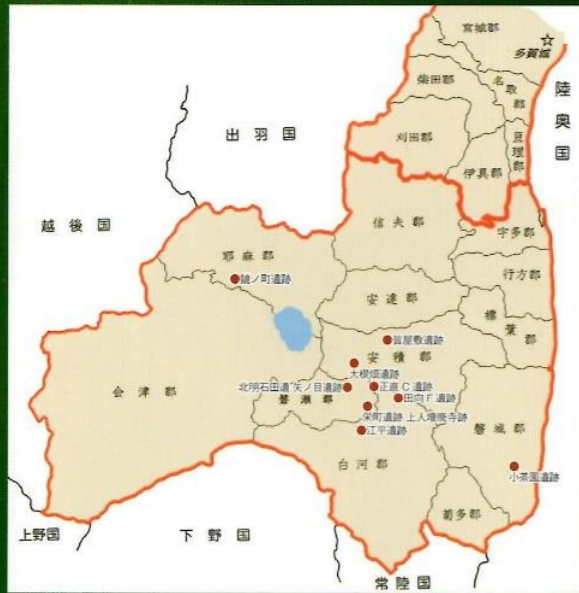 宮城郡
多賀城
柴田郡
名取郡
陸奥国
刈田郡
亘理郡
伊具郡
出羽国
越後国
信夫郡
宇多郡
耶麻郡
行方郡
鏡ノ町遺跡
安達郡
標葉郡
皆屋敷遺跡
安積郡
大根畑遺跡
会津郡
北明石田遺
矢ノ目遺跡
正直C遺跡
磐瀬郡
田向F遺跡
栄町遺跡
上人壇廃寺跡
磐城郡
江平遺跡
白河郡
小茶園遺跡
菊多郡
上野国
下野国
常陸国